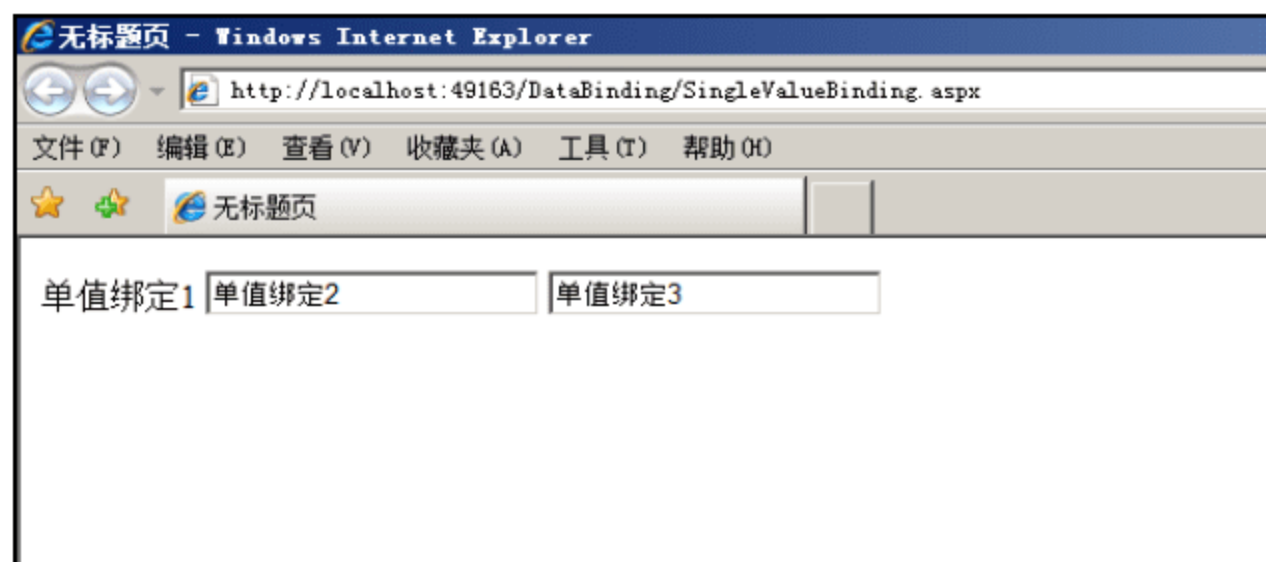 无标题页 - Windows Internet Explorer
http://localhost:49163/DataBinding/SingleValueBinding.aspx
文件(F) 编辑(E) 查看(V) 收藏夹(A) 工具(T) 帮助(H)
无标题页
单值绑定1 单值绑定2 单值绑定3